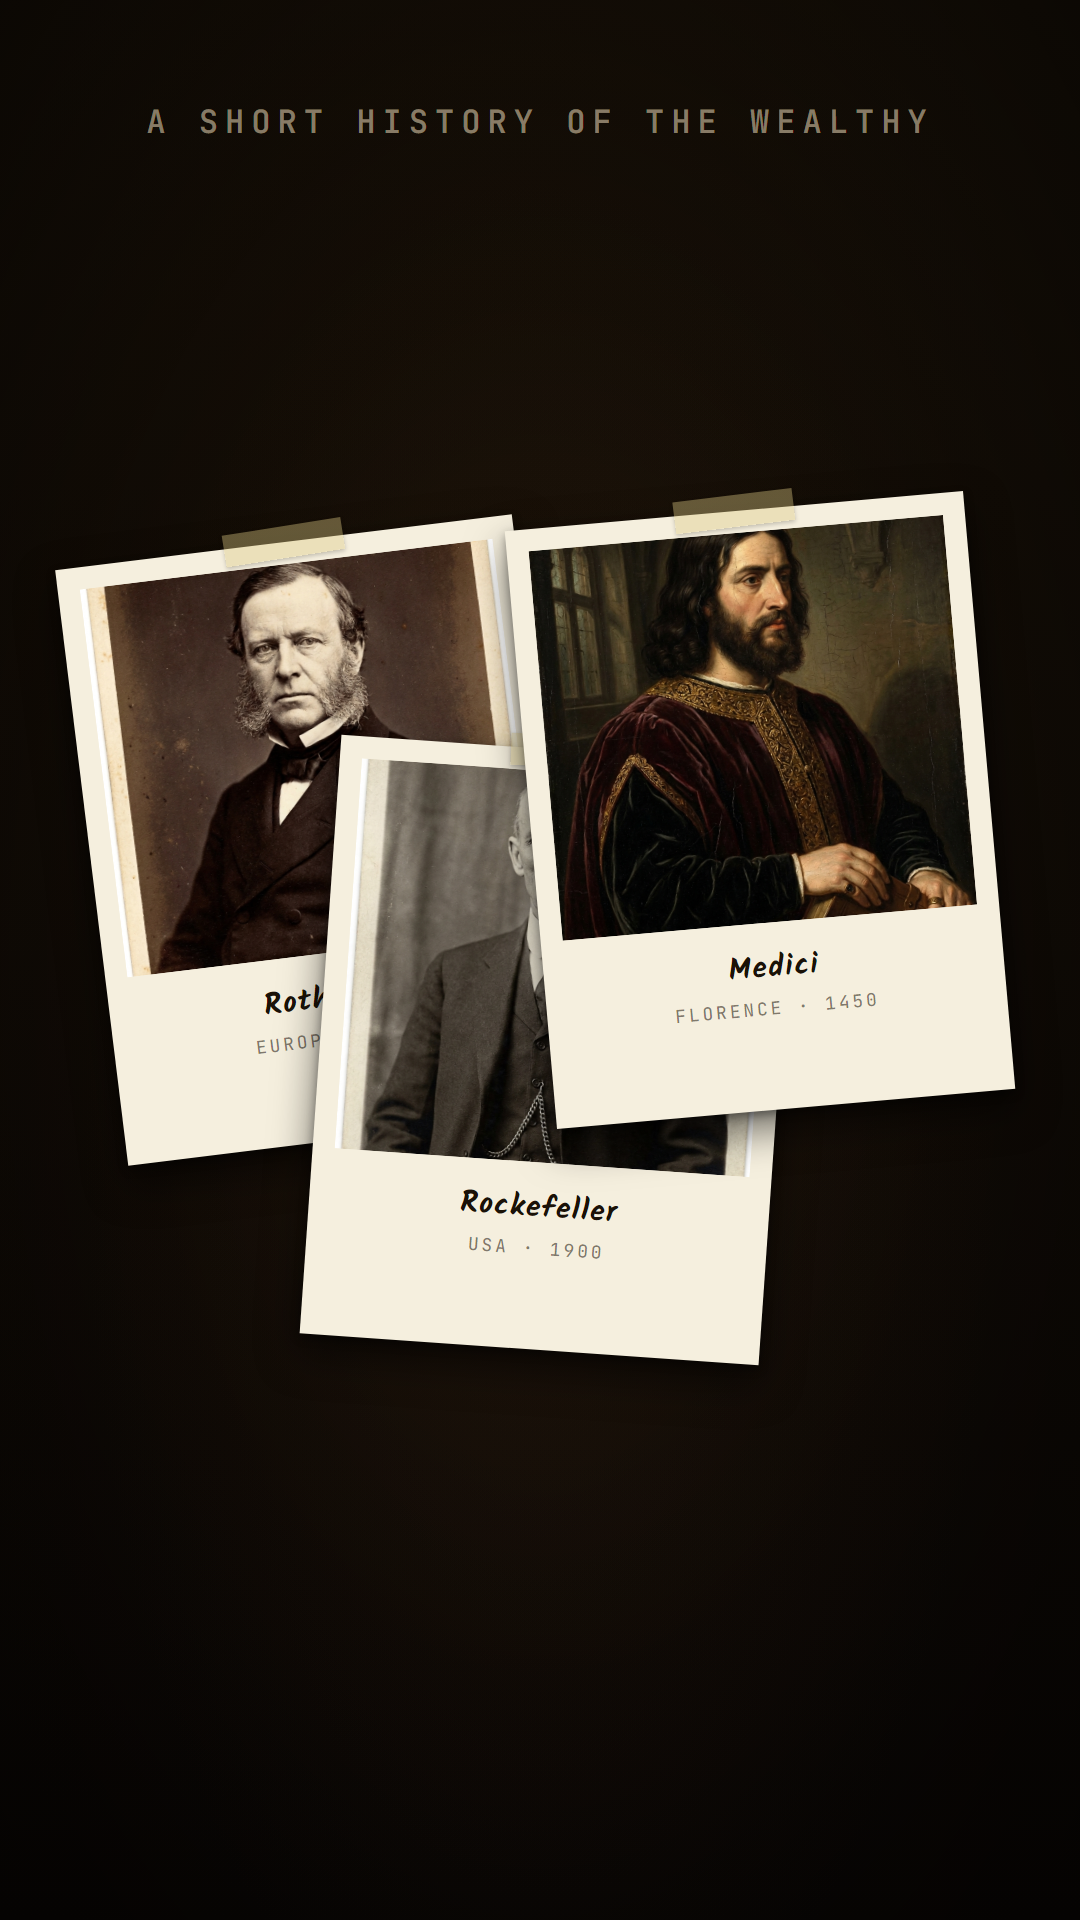 A SHORT HISTORY OF THE WEALTHY
Medici
FLORENCE · 1450
Rockefeller
USA · 1900